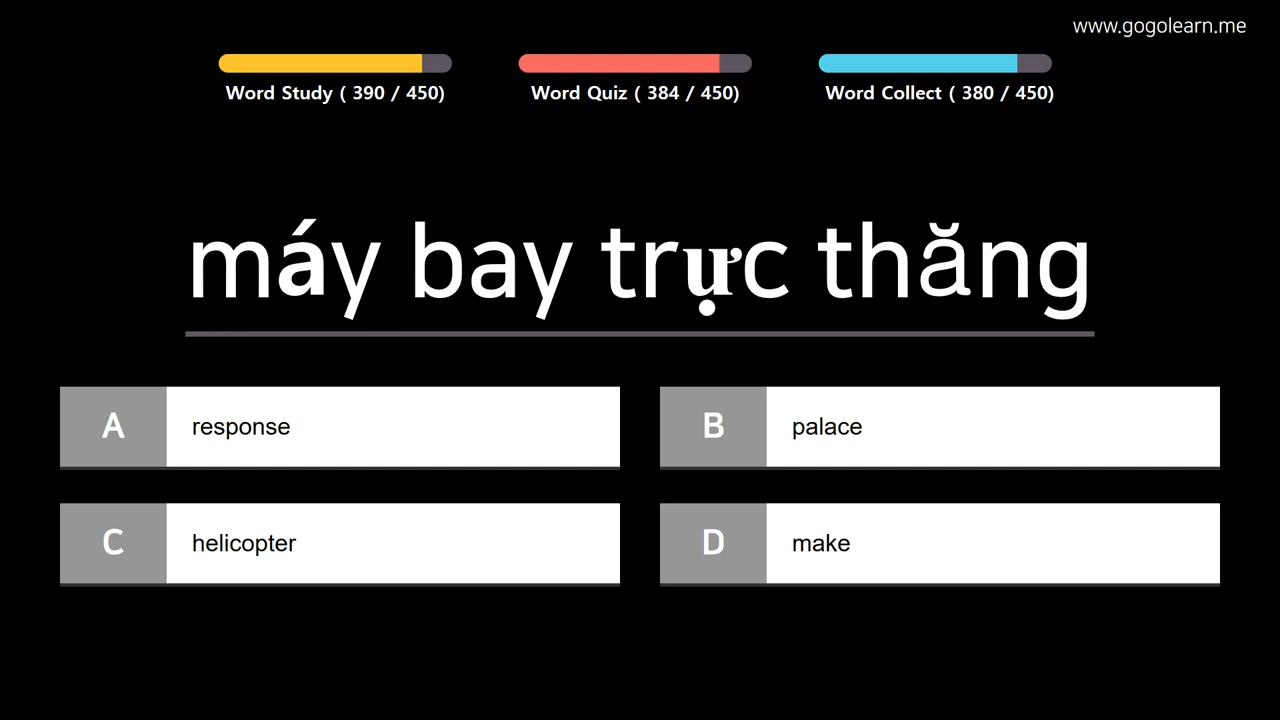 www.gogolearn.me
Word Study ( 390 / 450)
Word Quiz ( 384 / 450)
Word Collect ( 380 / 450)
máy bay trực thăng
A response
B palace
C helicopter
D make